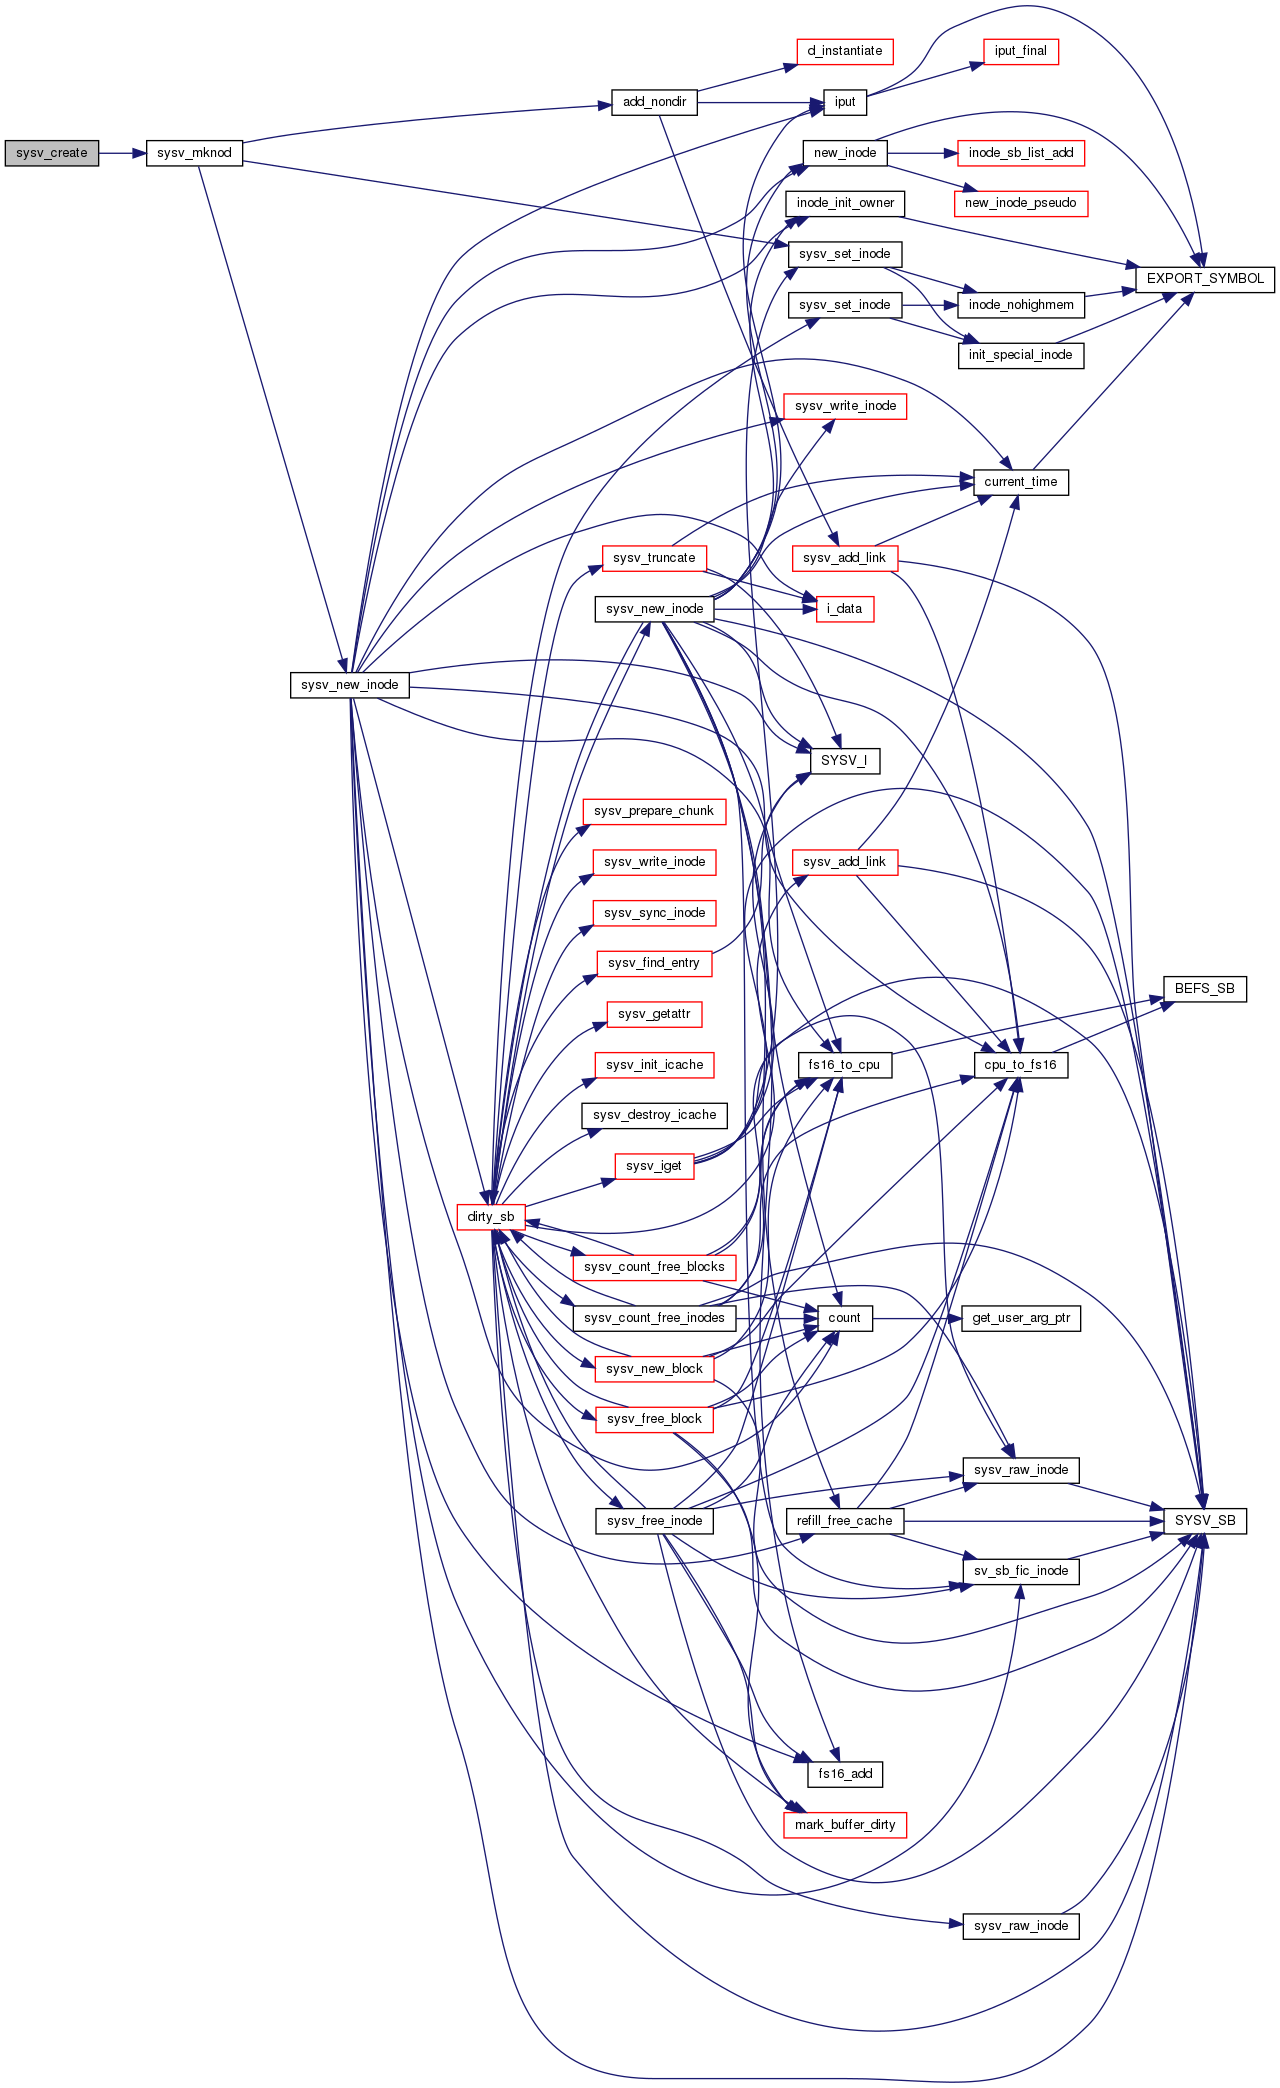 sysv_create
sysv_mknod
add_nondir
d_instantiate
iput
iput_final
new_inode
inode_sb_list_add
new_inode_pseudo
inode_init_owner
sysv_set_inode
EXPORT_SYMBOL
sysv_set_inode
inode_nohighmem
init_special_inode
sysv_write_inode
current_time
sysv_truncate
sysv_add_link
sysv_new_inode
i_data
sysv_new_inode
SYSV_I
sysv_prepare_chunk
sysv_write_inode
sysv_add_link
sysv_sync_inode
sysv_find_entry
BEFS_SB
sysv_getattr
sysv_init_icache
fs16_to_cpu
cpu_to_fs16
sysv_destroy_icache
sysv_iget
dirty_sb
sysv_count_free_blocks
sysv_count_free_inodes
count
get_user_arg_ptr
sysv_new_block
sysv_free_block
sysv_raw_inode
sysv_free_inode
refill_free_cache
SYSV_SB
sv_sb_fic_inode
fs16_add
mark_buffer_dirty
sysv_raw_inode